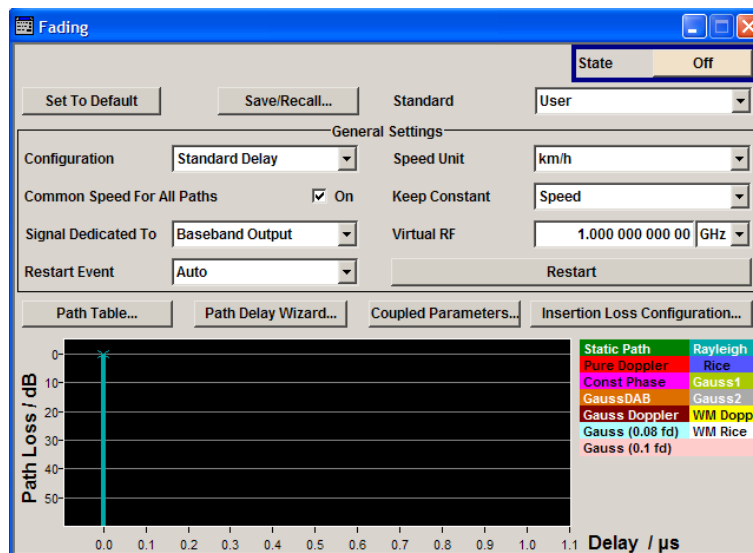 Fading
State Off
Set To Default Save/Recall... Standard User
General Settings
Configuration Standard Delay Speed Unit km/h
Common Speed For All Paths On Keep Constant Speed
Signal Dedicated To Baseband Output Virtual RF 1.000 000 000 00 GHz
Restart Event Auto Restart
Path Table... Path Delay Wizard... Coupled Parameters... Insertion Loss Configuration...
Path Loss / dB
0
10
20
30
40
50
0.0 0.1 0.2 0.3 0.4 0.5 0.6 0.7 0.8 0.9 1.0 1.1 Delay / µs
Static Path Rayleigh
Pure Doppler Rice
Const Phase Gauss1
GaussDAB Gauss2
Gauss Doppler WM Dopp
Gauss (0.08 fd) WM Rice
Gauss (0.1 fd)